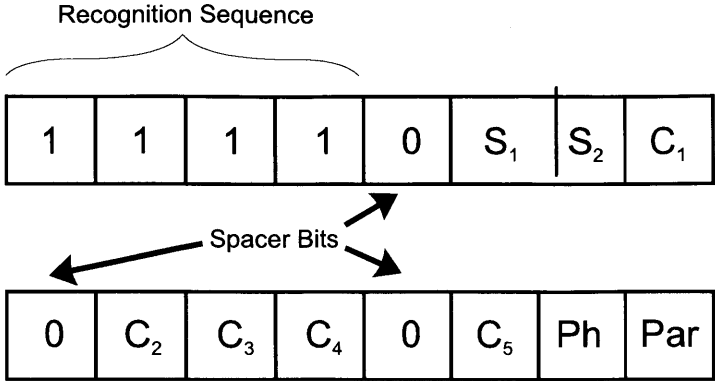 Recognition Sequence
1 1 1 1 0 S₁ S₂ C₁
Spacer Bits
0 C₂ C₃ C₄ 0 C₅ Ph Par